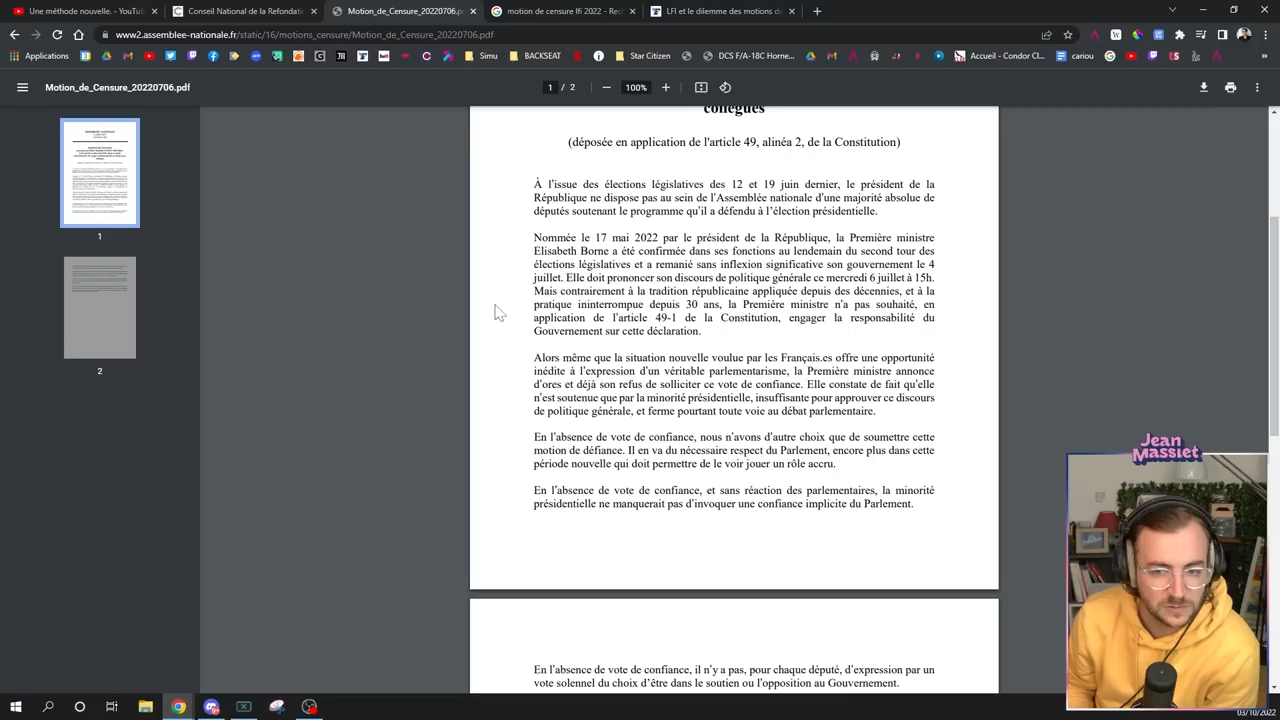 Une méthode nouvelle. - YouTub
Conseil National de la Refondati
Motion_de_Censure_20220706.p
motion de censure lfi 2022 - Rec
LFI et le dilemme des motions de
www2.assemblee-nationale.fr/static/16/motions_censure/Motion_de_Censure_20220706.pdf
Applications
Simu
BACKSEAT
Star Citizen
DCS F/A-18C Horne...
Accueil - Condor Cl...
cariou
Autres favoris
Motion_de_Censure_20220706.pdf
1 / 2
100%
collègues
(déposée en application de l'article 49, alinéa 2, de la Constitution)
A l'issue des élections législatives des 12 et 19 juin dernier, le président de la
République ne dispose pas au sein de l'Assemblée nationale d'une majorité absolue de
députés soutenant le programme qu'il a défendu à l'élection présidentielle.
Nommée le 17 mai 2022 par le président de la République, la Première ministre
Elisabeth Borne a été confirmée dans ses fonctions au lendemain du second tour des
élections législatives et a remanié sans inflexion significative son gouvernement le 4
juillet. Elle doit prononcer son discours de politique générale ce mercredi 6 juillet à 15h.
Mais contrairement à la tradition républicaine appliquée depuis des décennies, et à la
pratique ininterrompue depuis 30 ans, la Première ministre n'a pas souhaité, en
application de l'article 49-1 de la Constitution, engager la responsabilité du
Gouvernement sur cette déclaration.
Alors même que la situation nouvelle voulue par les Français.es offre une opportunité
inédite à l'expression d'un véritable parlementarisme, la Première ministre annonce
d'ores et déjà son refus de solliciter ce vote de confiance. Elle constate de fait qu'elle
n'est soutenue que par la minorité présidentielle, insuffisante pour approuver ce discours
de politique générale, et ferme pourtant toute voie au débat parlementaire.
En l'absence de vote de confiance, nous n'avons d'autre choix que de soumettre cette
motion de défiance. Il en va du nécessaire respect du Parlement, encore plus dans cette
période nouvelle qui doit permettre de le voir jouer un rôle accru.
En l'absence de vote de confiance, et sans réaction des parlementaires, la minorité
présidentielle ne manquerait pas d'invoquer une confiance implicite du Parlement.
En l'absence de vote de confiance, il n'y a pas, pour chaque député, d'expression par un
vote solennel du choix d'être dans le soutien ou l'opposition au Gouvernement.
1
2
Jean
Massiet
03/10/2022